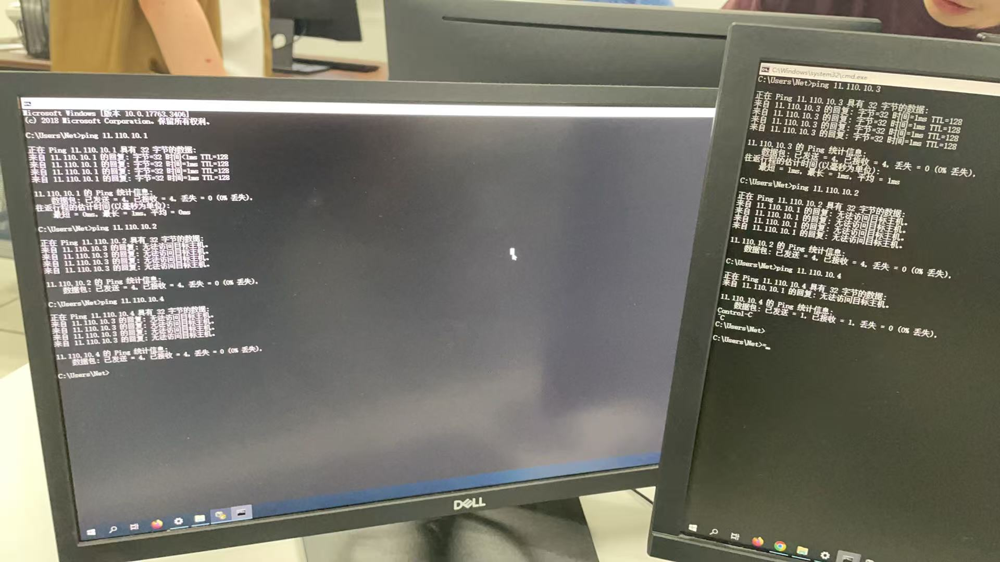 Microsoft Windows [版本 10.0.17763.3406]
(c) 2018 Microsoft Corporation。保留所有权利。
C:\Users\Net>ping 11.110.10.1
正在 Ping 11.110.10.1 具有 32 字节的数据:
来自 11.110.10.1 的回复: 字节=32 时间<1ms TTL=128
来自 11.110.10.1 的回复: 字节=32 时间=1ms TTL=128
来自 11.110.10.1 的回复: 字节=32 时间=1ms TTL=128
来自 11.110.10.1 的回复: 字节=32 时间=1ms TTL=128
11.110.10.1 的 Ping 统计信息:
数据包: 已发送 = 4，已接收 = 4，丢失 = 0 (0% 丢失)，
往返行程的估计时间(以毫秒为单位):
最短 = 0ms，最长 = 1ms，平均 = 0ms
C:\Users\Net>ping 11.110.10.2
正在 Ping 11.110.10.2 具有 32 字节的数据:
来自 11.110.10.3 的回复: 无法访问目标主机。
来自 11.110.10.3 的回复: 无法访问目标主机。
来自 11.110.10.3 的回复: 无法访问目标主机。
来自 11.110.10.3 的回复: 无法访问目标主机。
11.110.10.2 的 Ping 统计信息:
数据包: 已发送 = 4，已接收 = 4，丢失 = 0 (0% 丢失)，
C:\Users\Net>ping 11.110.10.4
正在 Ping 11.110.10.4 具有 32 字节的数据:
来自 11.110.10.3 的回复: 无法访问目标主机。
来自 11.110.10.3 的回复: 无法访问目标主机。
来自 11.110.10.3 的回复: 无法访问目标主机。
来自 11.110.10.3 的回复: 无法访问目标主机。
11.110.10.4 的 Ping 统计信息:
数据包: 已发送 = 4，已接收 = 4，丢失 = 0 (0% 丢失)，
C:\Users\Net>
DELL
C:\Windows\system32\cmd.exe
C:\Users\Net>ping 11.110.10.3
正在 Ping 11.110.10.3 具有 32 字节的数据:
来自 11.110.10.3 的回复: 字节=32 时间=1ms TTL=128
来自 11.110.10.3 的回复: 字节=32 时间=1ms TTL=128
来自 11.110.10.3 的回复: 字节=32 时间=1ms TTL=128
来自 11.110.10.3 的回复: 字节=32 时间=1ms TTL=128
11.110.10.3 的 Ping 统计信息:
数据包: 已发送 = 4，已接收 = 4，丢失 = 0 (0% 丢失)，
往返行程的估计时间(以毫秒为单位):
最短 = 1ms，最长 = 1ms，平均 = 1ms
C:\Users\Net>ping 11.110.10.2
正在 Ping 11.110.10.2 具有 32 字节的数据:
来自 11.110.10.1 的回复: 无法访问目标主机。
来自 11.110.10.1 的回复: 无法访问目标主机。
来自 11.110.10.1 的回复: 无法访问目标主机。
来自 11.110.10.1 的回复: 无法访问目标主机。
11.110.10.2 的 Ping 统计信息:
数据包: 已发送 = 4，已接收 = 4，丢失 = 0 (0% 丢失)，
C:\Users\Net>ping 11.110.10.4
正在 Ping 11.110.10.4 具有 32 字节的数据:
来自 11.110.10.1 的回复: 无法访问目标主机。
11.110.10.4 的 Ping 统计信息:
数据包: 已发送 = 1，已接收 = 1，丢失 = 0 (0% 丢失)，
Control-C
^C
C:\Users\Net>
C:\Users\Net>=_